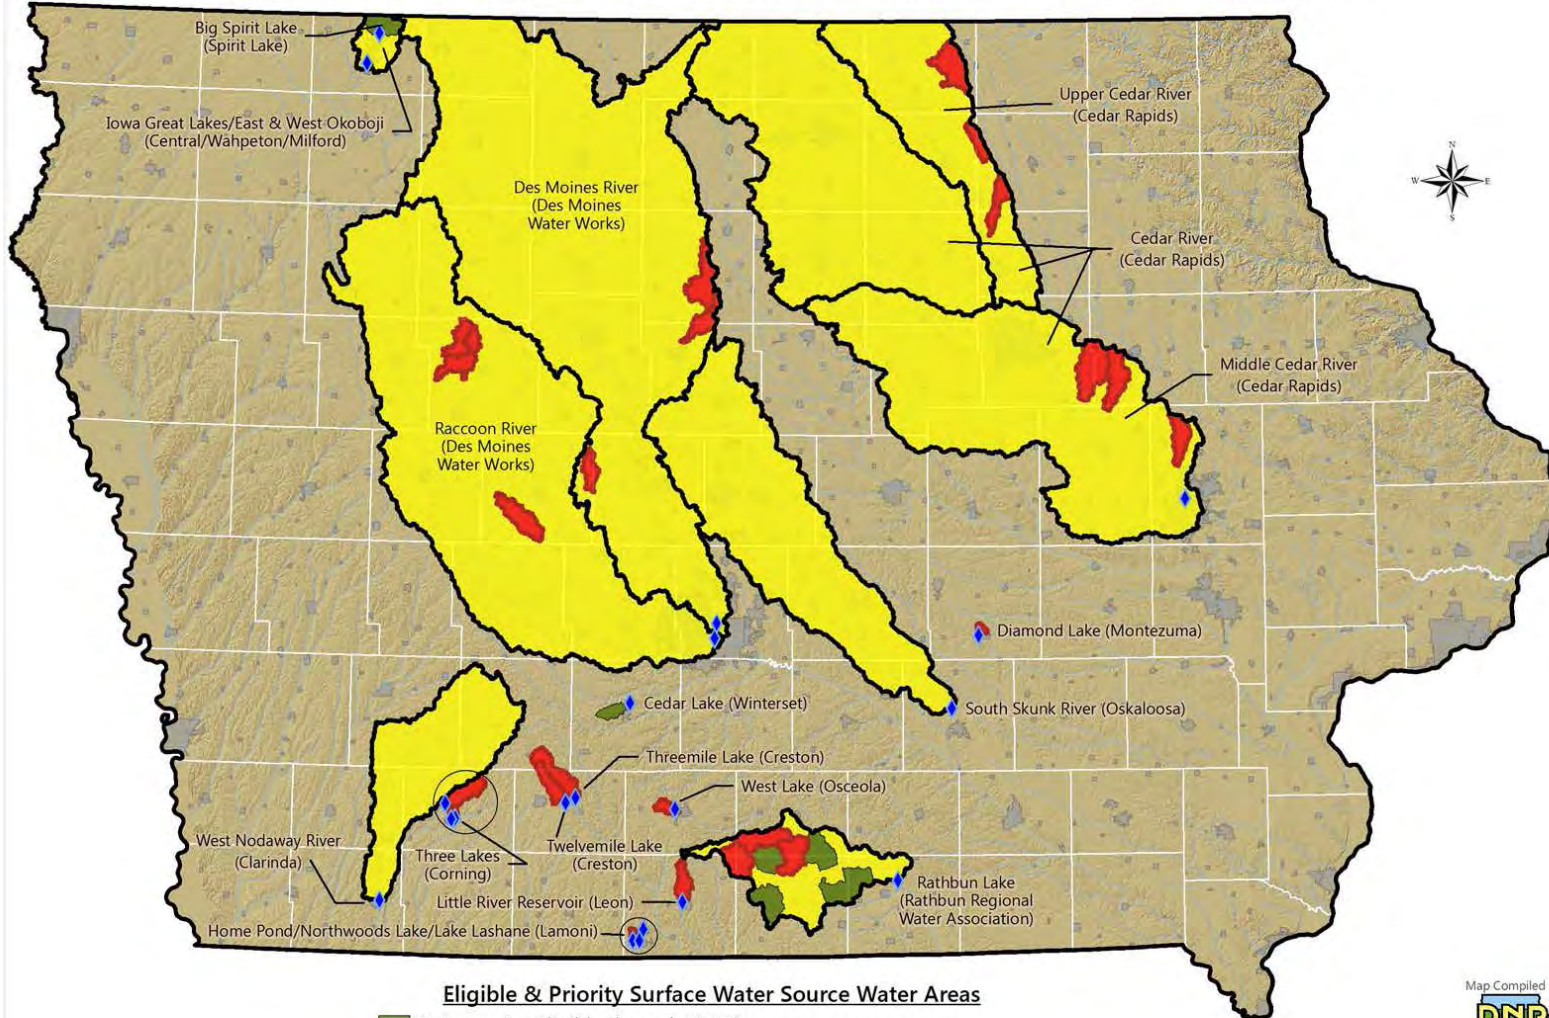 Big Spirit Lake
(Spirit Lake)
Iowa Great Lakes/East & West Okoboji
(Central/Wahpeton/Milford)
Upper Cedar River
(Cedar Rapids)
N
W
E
S
Des Moines River
(Des Moines
Water Works)
Cedar River
(Cedar Rapids)
Middle Cedar River
(Cedar Rapids)
Raccoon River
(Des Moines
Water Works)
Diamond Lake (Montezuma)
Cedar Lake (Winterset)
South Skunk River (Oskaloosa)
Threemile Lake (Creston)
West Lake (Osceola)
West Nodaway River
(Clarinda)
Three Lakes
(Corning)
Twelvemile Lake
(Creston)
Little River Reservoir (Leon)
Rathbun Lake
(Rathbun Regional
Water Association)
Home Pond/Northwoods Lake/Lake Lashane (Lamoni)
Eligible & Priority Surface Water Source Water Areas
Map Compiled
DNR